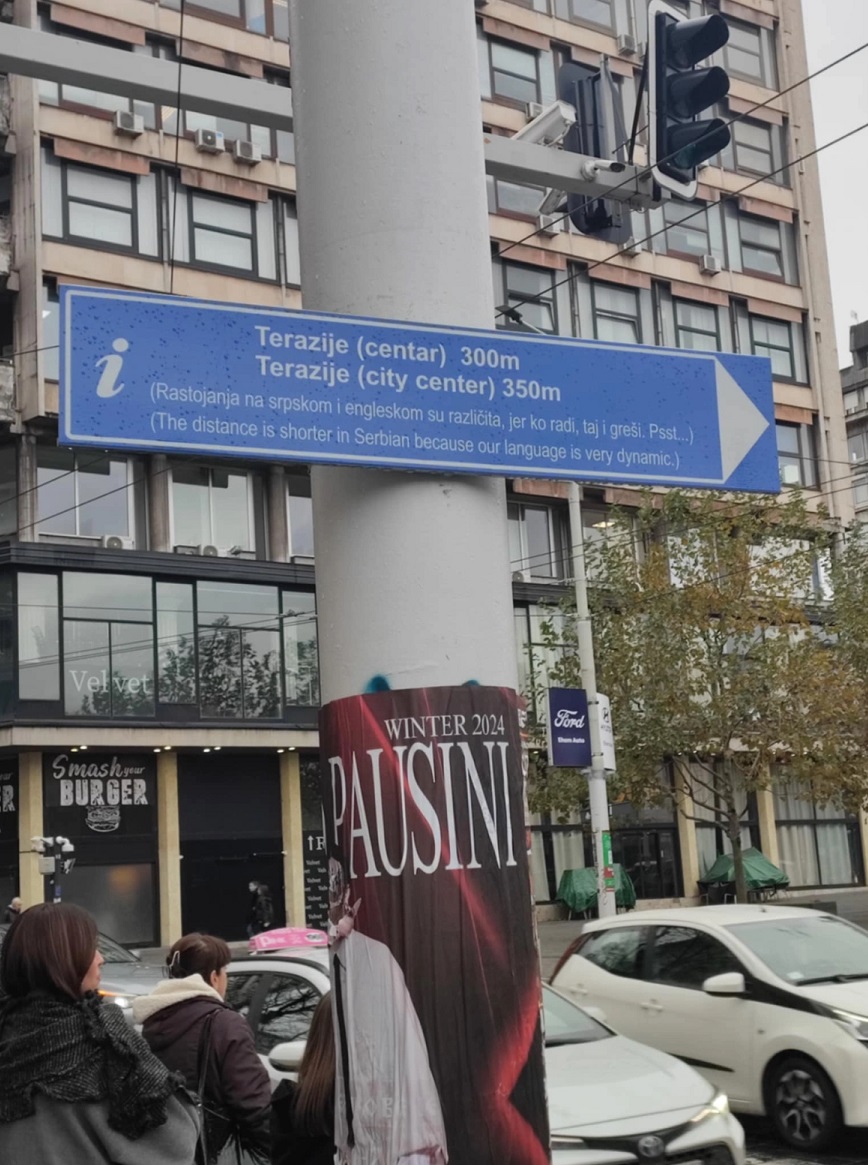 i
Terazije (centar) 300m
Terazije (city center) 350m
(Rastojanja na srpskom i engleskom su različita, jer ko radi, taj i greši. Psst...)
(The distance is shorter in Serbian because our language is very dynamic.)
Velvet
Smash your
BURGER
WINTER 2024
PAUSINI
Ford